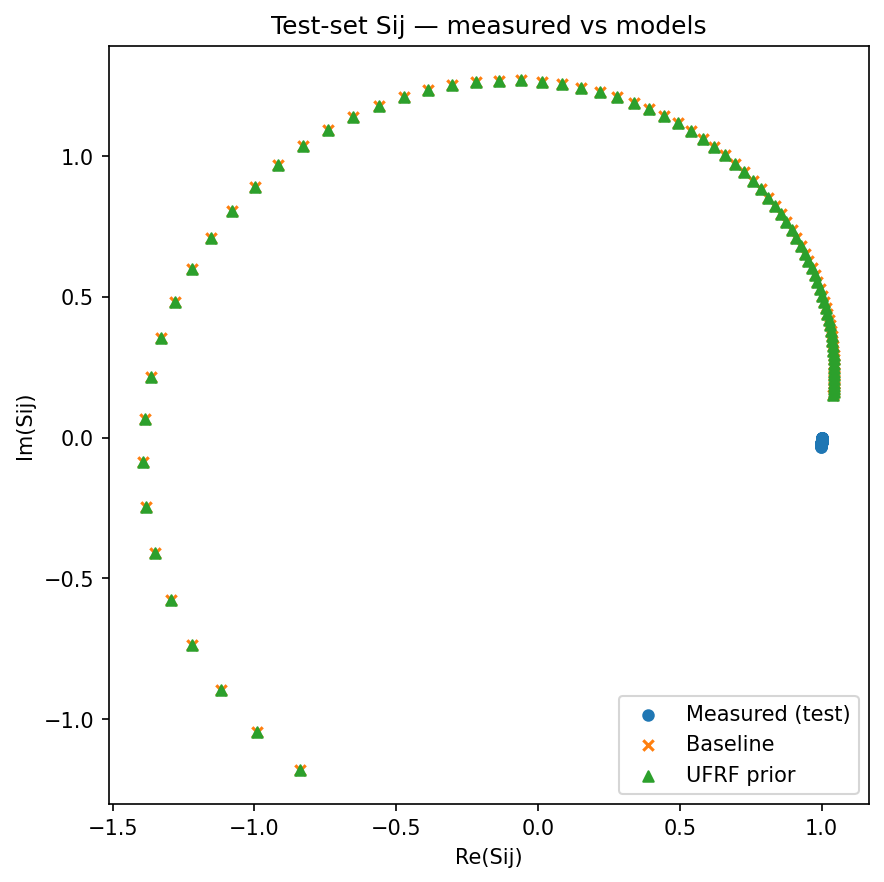 Test-set Sij — measured vs models
1.0
0.5
0.0
−0.5
−1.0
Im(Sij)
−1.5
−1.0
−0.5
0.0
0.5
1.0
Re(Sij)
Measured (test)
Baseline
UFRF prior